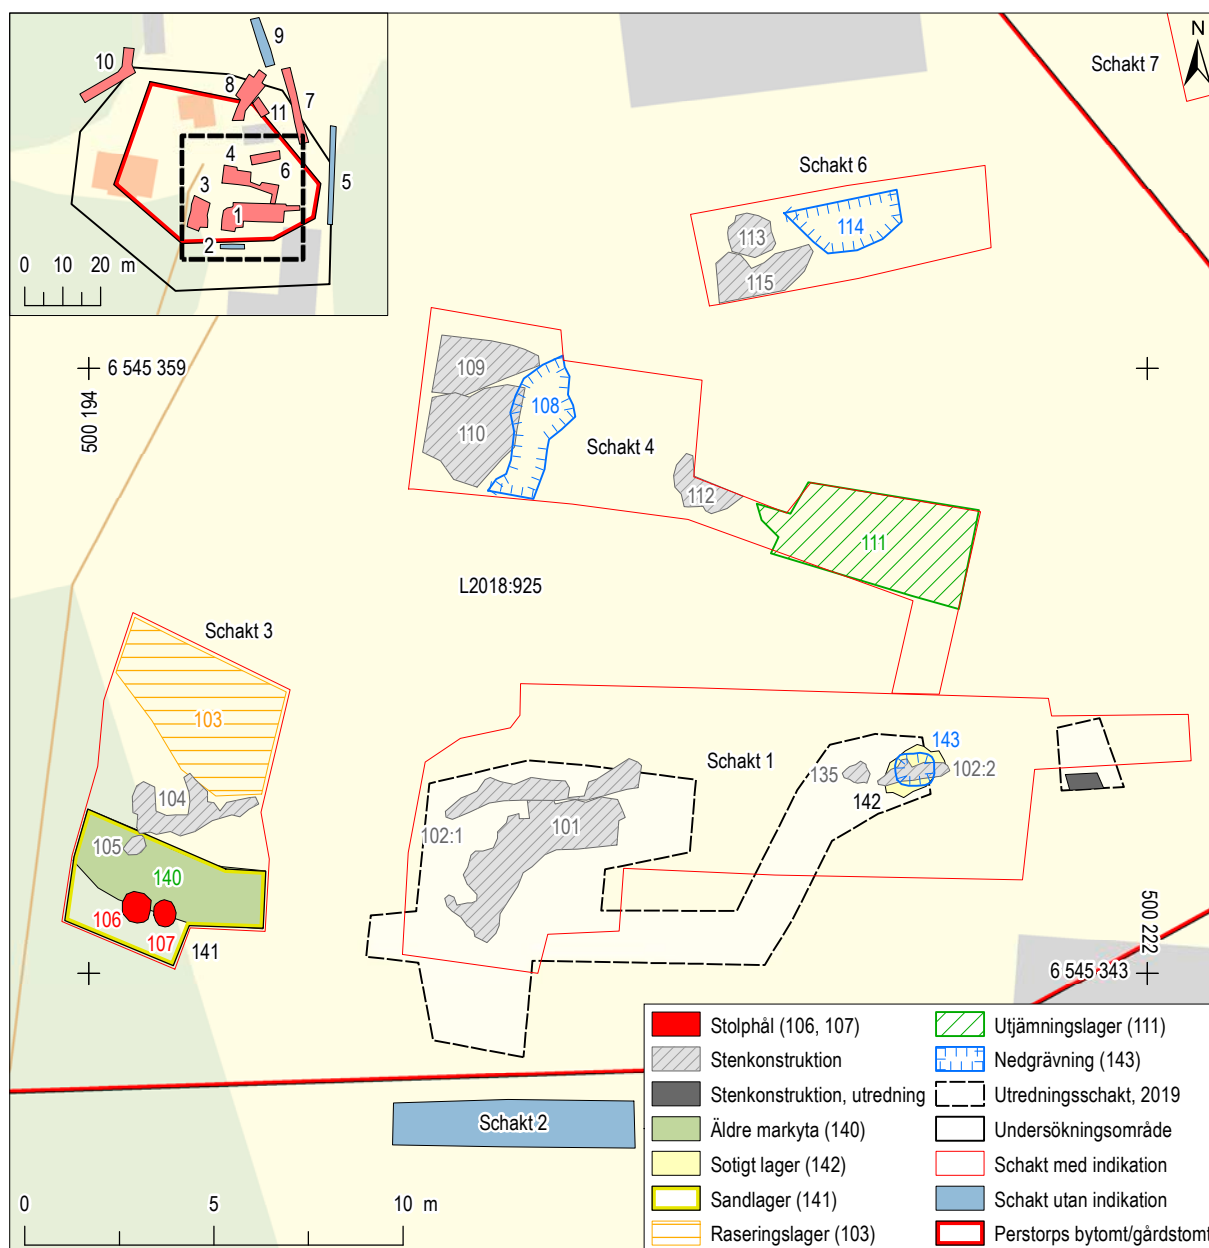 9
10
8
7
11
4
6
3
5
1
2
0 10 20 m
N
Schakt 7
Schakt 6
113
114
115
6 545 359
500 194
109
108
110
Schakt 4
112
111
L2018:925
Schakt 3
103
104
105
140
106
107
141
Schakt 1
143
135
102:2
142
102:1
101
500 222
6 545 343
Schakt 2
0 5 10 m
Stolphål (106, 107)
Stenkonstruktion
Stenkonstruktion, utredning
Äldre markyta (140)
Sotigt lager (142)
Sandlager (141)
Raseringslager (103)
Utjämningslager (111)
Nedgrävning (143)
Utredningsschakt, 2019
Undersökningsområde
Schakt med indikation
Schakt utan indikation
Perstorps bytomt/gårdstomt